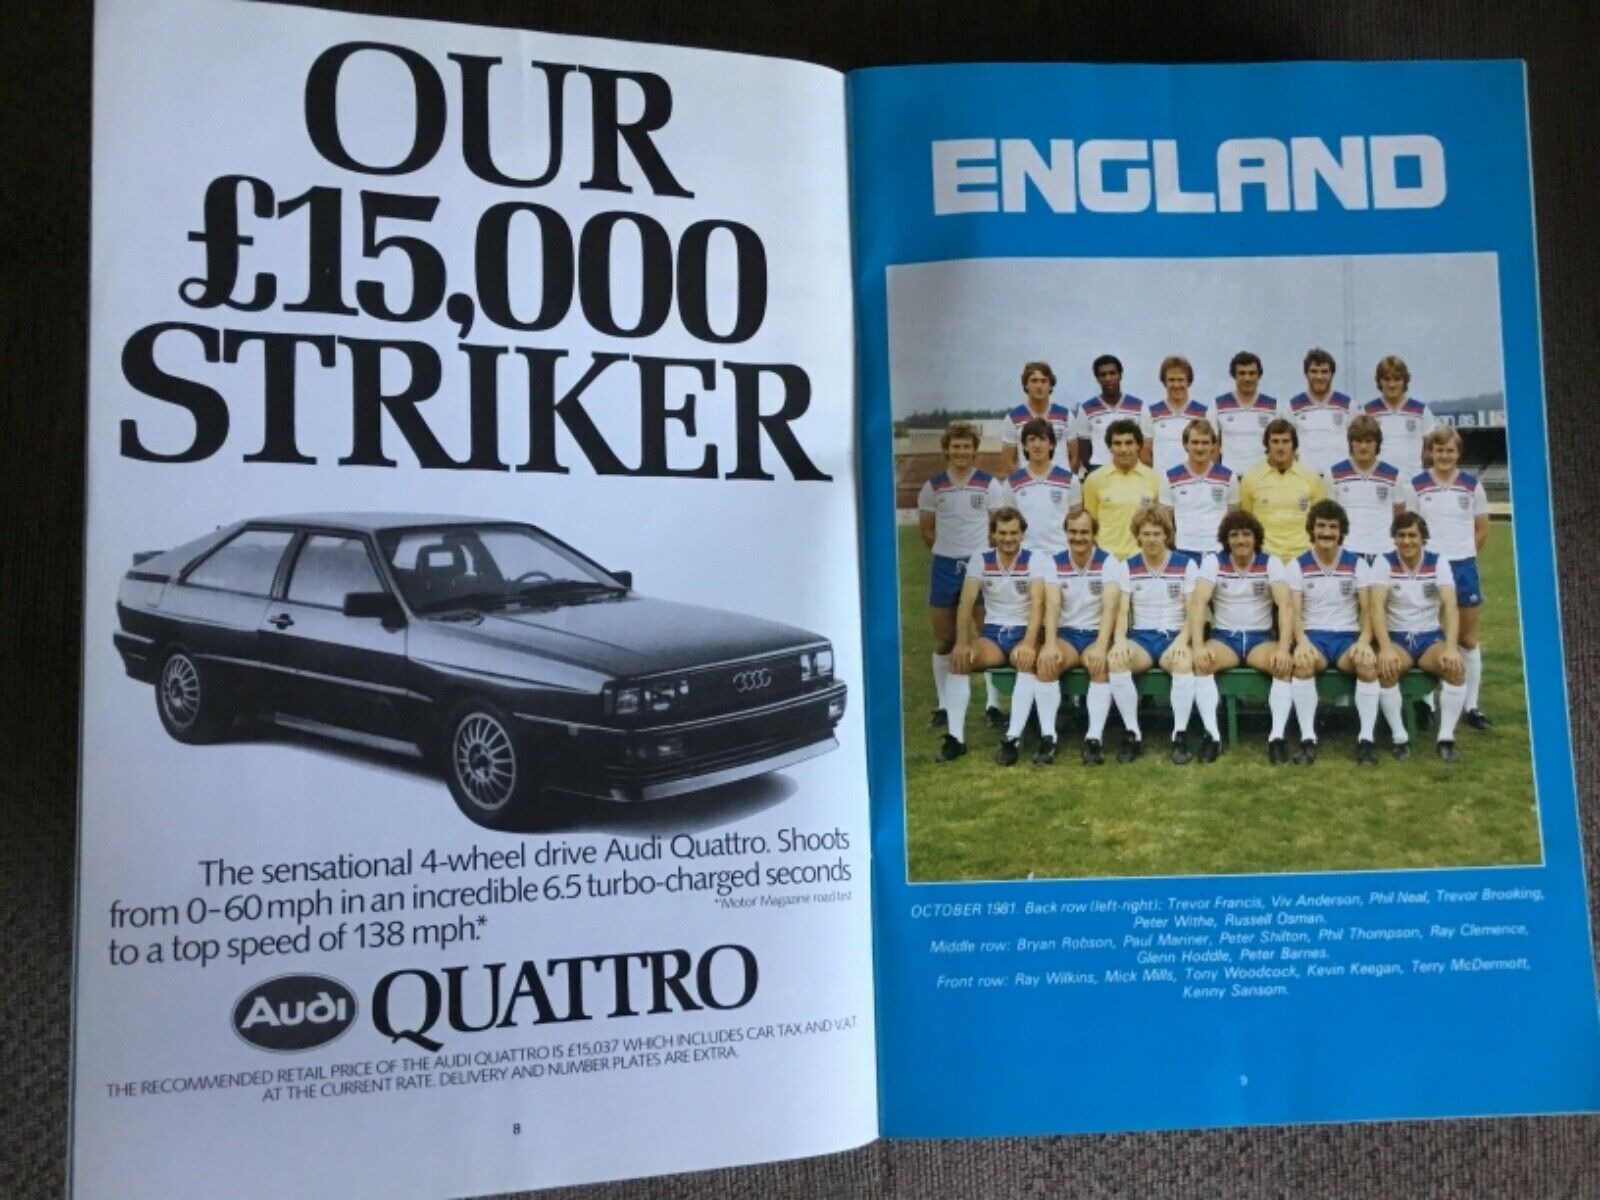 OUR
£15,000
STRIKER
The sensational 4-wheel drive Audi Quattro. Shoots
from 0-60 mph in an incredible 6.5 turbo-charged seconds
*'Motor' Magazine road test
to a top speed of 138 mph.*
Audi QUATTRO
THE RECOMMENDED RETAIL PRICE OF THE AUDI QUATTRO IS £15,037 WHICH INCLUDES CAR TAX AND V.A.T.
AT THE CURRENT RATE. DELIVERY AND NUMBER PLATES ARE EXTRA.
8
ENGLAND
OCTOBER 1981. Back row (left-right): Trevor Francis, Viv Anderson, Phil Neal, Trevor Brooking,
Peter Withe, Russell Osman.
Middle row: Bryan Robson, Paul Mariner, Peter Shilton, Phil Thompson, Ray Clemence,
Glenn Hoddle, Peter Barnes.
Front row: Ray Wilkins, Mick Mills, Tony Woodcock, Kevin Keegan, Terry McDermott,
Kenny Sansom.
9